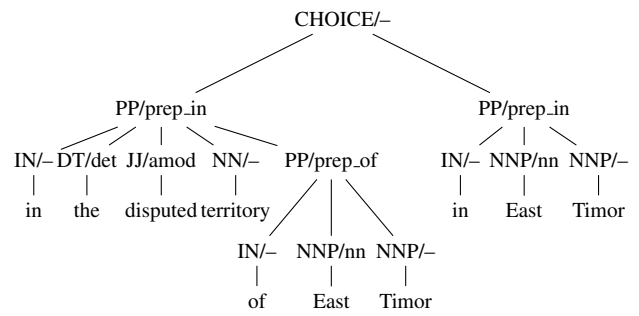 CHOICE/–
PP/prep_in PP/prep_in
IN/– DT/det JJ/amod NN/– PP/prep_of IN/– NNP/nn NNP/–
in the disputed territory in East Timor
IN/– NNP/nn NNP/–
of East Timor